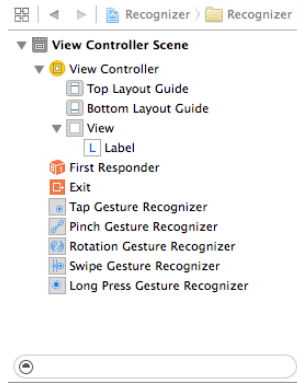 Recognizer Recognizer
View Controller Scene
View Controller
Top Layout Guide
Bottom Layout Guide
View
L Label
First Responder
Exit
Tap Gesture Recognizer
Pinch Gesture Recognizer
Rotation Gesture Recognizer
Swipe Gesture Recognizer
Long Press Gesture Recognizer